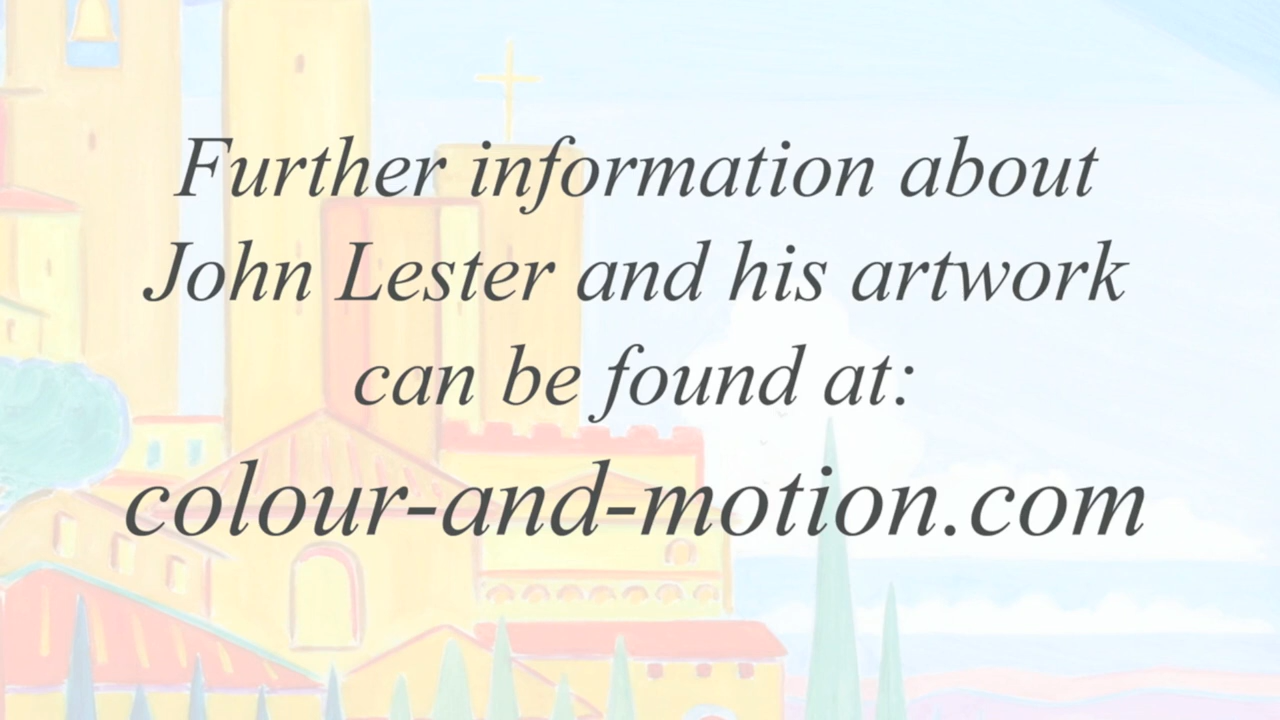 Further information about
John Lester and his artwork
can be found at:
colour-and-motion.com